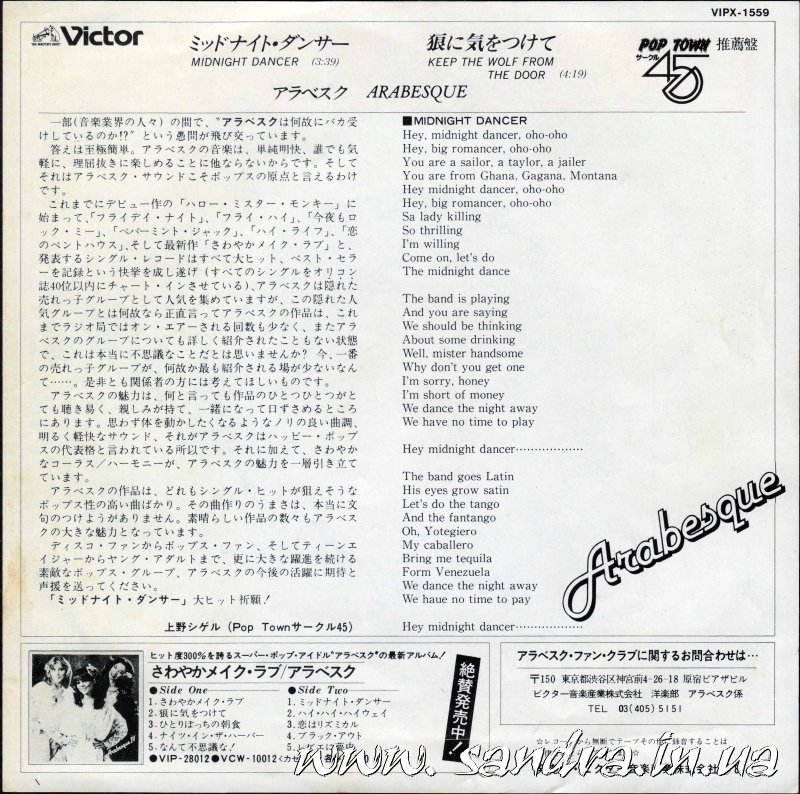 VIPX-1559
Victor
ミッドナイト・ダンサー
MIDNIGHT DANCER (3:39)
狼に気をつけて
KEEP THE WOLF FROM
THE DOOR (4:19)
POP TOWN
サークル
45
推薦盤
アラベスク ARABESQUE
一部(音楽業界の人々)の間で、“アラベスクは何故にバカ受
けしているのか!?”という愚問が飛び交っています。
答えは至極簡単。アラベスクの音楽は、単純明快、誰でも気
軽に、理屈抜きに楽しめることに他ならないからです。そして
それはアラベスク・サウンドこそポップスの原点と言えるわけ
です。
これまでにデビュー作の「ハロー・ミスター・モンキー」に
始まって、「フライデイ・ナイト」、「フライ・ハイ」、「今夜もロ
ック・ミー」、「ペパーミント・ジャック」、「ハイ・ライフ」、「恋
のペントハウス」、そして最新作「さわやかメイク・ラブ」と、
発表するシングル・レコードはすべて大ヒット、ベスト・セラ
ーを記録という快挙を成し遂げ(すべてのシングルをオリコン
誌40位以内にチャート・インさせている)、アラベスクは隠れた
売れっ子グループとして人気を集めていますが、この隠れた人
気グループとは何故なら正直言ってアラベスクの作品は、これ
までラジオ局ではオン・エアーされる回数も少なく、またアラ
ベスクのグループについても詳しく紹介されたこともない状態
で、これは本当に不思議なことだとは思いませんか?今、一番
の売れっ子グループが、何故か最も紹介される場が少ないなん
て……。是非とも関係者の方には考えてほしいものです。
アラベスクの魅力は、何と言っても作品のひとつひとつがと
ても聴き易く、親しみが持て、一緒になって口ずさめるところ
にあります。思わず体を動かしたくなるようなノリの良い曲調、
明るく軽快なサウンド、それがアラベスクはハッピー・ポップ
スの代表格と言われている所以です。それに加えて、さわやか
なコーラス/ハーモニーが、アラベスクの魅力を一層引き立て
ています。
アラベスクの作品は、どれもシングル・ヒットが狙えそうな
ポップス性の高い曲ばかり。その曲作りのうまさは、本当に文
句のつけようがありません。素晴らしい作品の数々もアラベス
クの大きな魅力となっています。
ディスコ・ファンからポップス・ファン、そしてティーンエ
イジャーからヤング・アダルトまで、更に大きな躍進を続ける
素敵なポップス・グループ、アラベスクの今後の活躍に期待と
声援を送ってください。
「ミッドナイト・ダンサー」大ヒット祈願!
上野シゲル (Pop Townサークル45)
■MIDNIGHT DANCER
Hey, midnight dancer, oho-oho
Hey, big romancer, oho-oho
You are a sailor, a taylor, a jailer
You are from Ghana, Gagana, Montana
Hey midnight dancer, oho-oho
Hey, big romancer, oho-oho
Sa lady killing
So thrilling
I'm willing
Come on, let's do
The midnight dance
The band is playing
And you are saying
We should be thinking
About some drinking
Well, mister handsome
Why don't you get one
I'm sorry, honey
I'm short of money
We dance the night away
We have no time to play
Hey midnight dancer………………
The band goes Latin
His eyes grow satin
Let's do the tango
And the fantango
Oh, Yotegiero
My caballero
Bring me tequila
Form Venezuela
We dance the night away
We haue no time to pay
Hey midnight dancer………………
Arabesque
ヒット度300%を誇るスーパー・ポップ・アイドル“アラベスク”の最新アルバム!
さわやかメイク・ラブ/アラベスク
●Side One
1.さわやかメイク・ラブ
2.狼に気をつけて
3.ひとりぼっちの朝食
4.ナイツ・イン・ザ・ハーバー
5.なんて不思議な!
●Side Two
1.ミッドナイト・ダンサー
2.ハイ・ハイ・ハイウェイ
3.恋はリズミカル
4.ブラック・アウト
●VIP-28012 ●VCW-10012
絶賛発売中!
Arabesque IV
アラベスク・ファン・クラブに関するお問合わせは…
〒150 東京都渋谷区神宮前4-26-18 原宿ピアザビル
ビクター音楽産業株式会社 洋楽部 アラベスク係
TEL 03(405)5151
www.sandra.in.ua